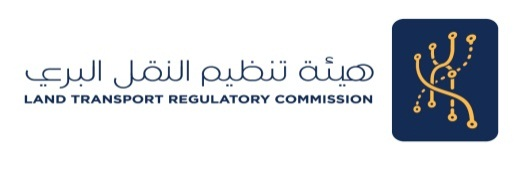 هيئة تنظيم النقل البري
LAND TRANSPORT REGULATORY COMMISSION